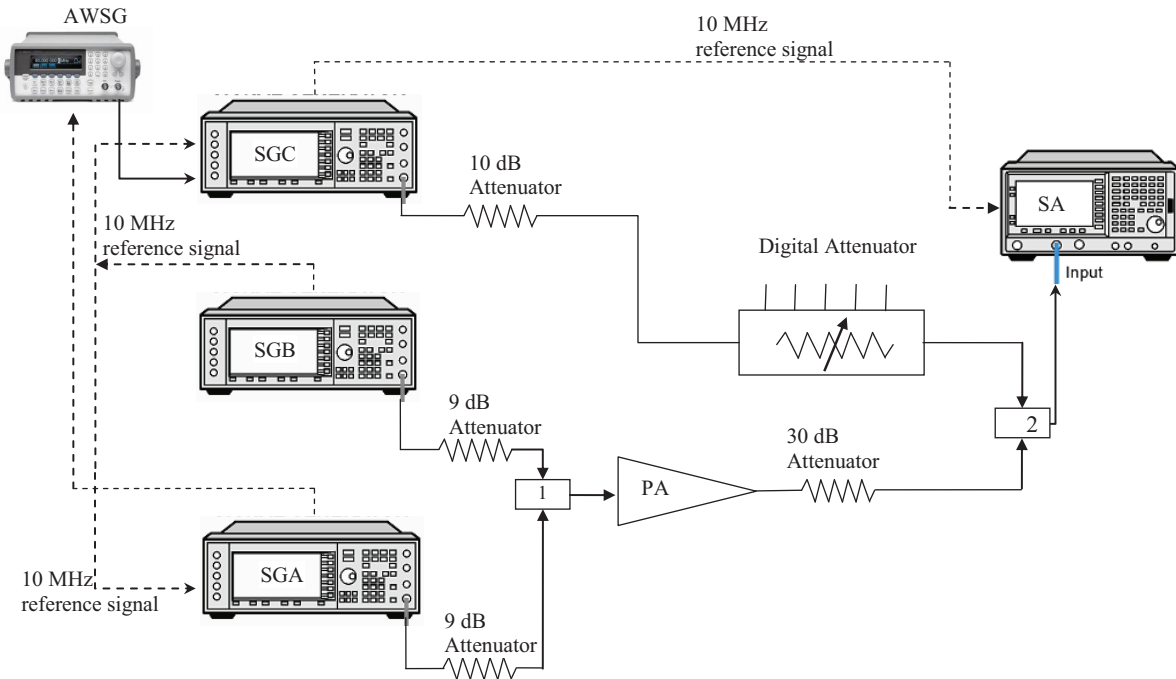 AWSG
10 MHz
reference signal
SGC
10 dB
Attenuator
SA
10 MHz
reference signal
Digital Attenuator
Input
SGB
9 dB
Attenuator
2
30 dB
Attenuator
1
PA
SGA
10 MHz
reference signal
9 dB
Attenuator